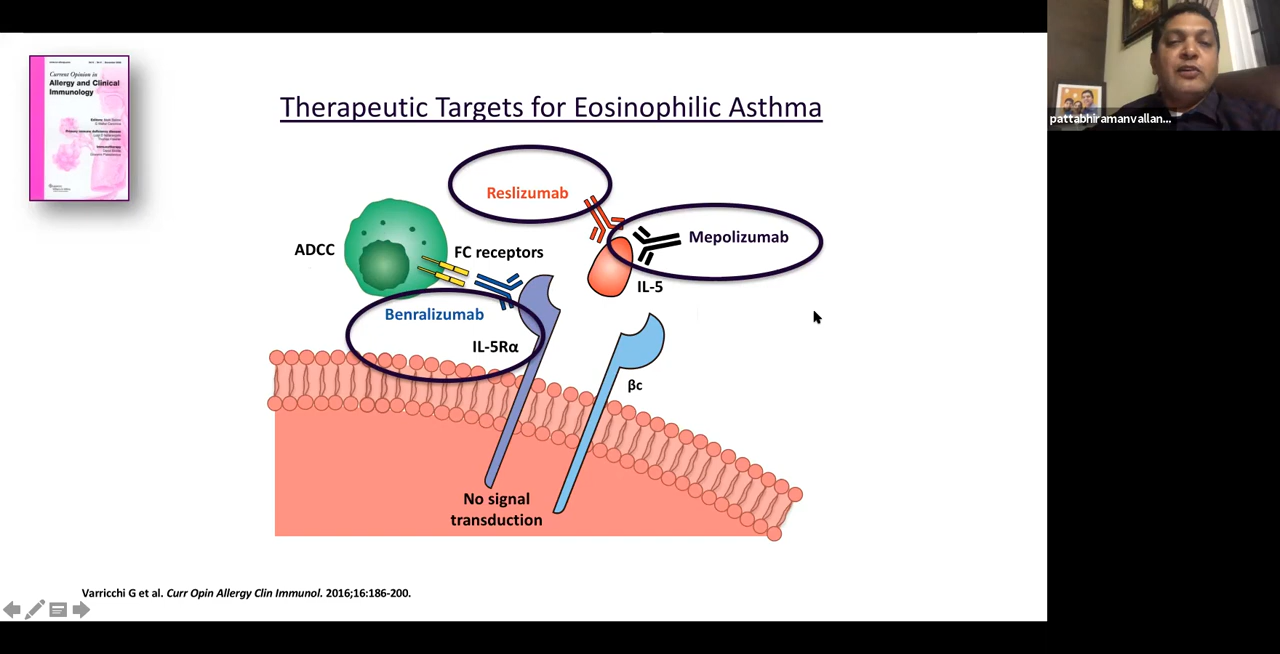 Current Opinion in
Allergy and Clinical
Immunology
Therapeutic Targets for Eosinophilic Asthma
pattabhiramanvallan...
Reslizumab
Mepolizumab
ADCC
FC receptors
IL-5
Benralizumab
IL-5Rα
βc
No signal
transduction
Varricchi G et al. Curr Opin Allergy Clin Immunol. 2016;16:186-200.